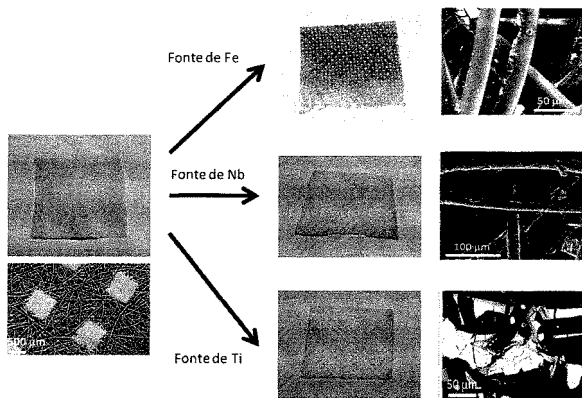 Fonte de Fe
50 µm
Fonte de Nb
100 µm
500 µm
Fonte de Ti
50 µm